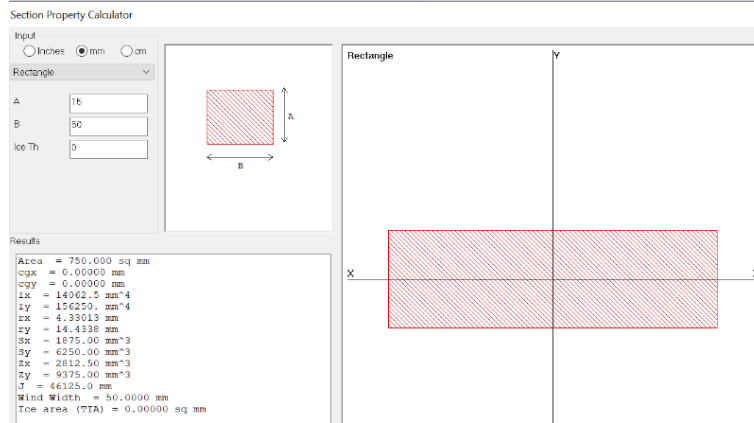 Section Property Calculator
Input
Inches mm cm
Rectangle
A 15
B 50
Ice Th 0
A
B
Rectangle
Y
X
Results
Area = 750.000 sq mm
cgx = 0.00000 mm
cgy = 0.00000 mm
Ix = 14062.5 mm^4
Iy = 156250. mm^4
rx = 4.33013 mm
ry = 14.4338 mm
Sx = 1875.00 mm^3
Sy = 6250.00 mm^3
Zx = 2812.50 mm^3
Zy = 9375.00 mm^3
J = 46125.0 mm
Wind Width = 50.0000 mm
Ice area (TIA) = 0.00000 sq mm